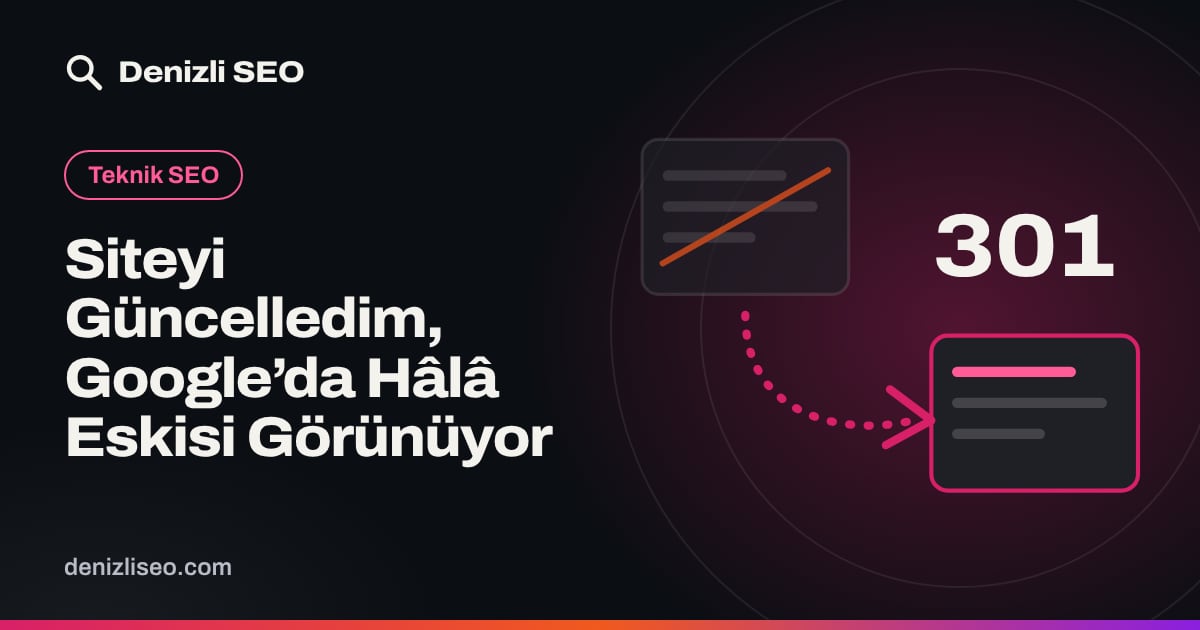 Denizli SEO
Teknik SEO
Siteyi
Güncelledim,
Google’da Hâlâ
Eskisi Görünüyor
301
denizliseo.com